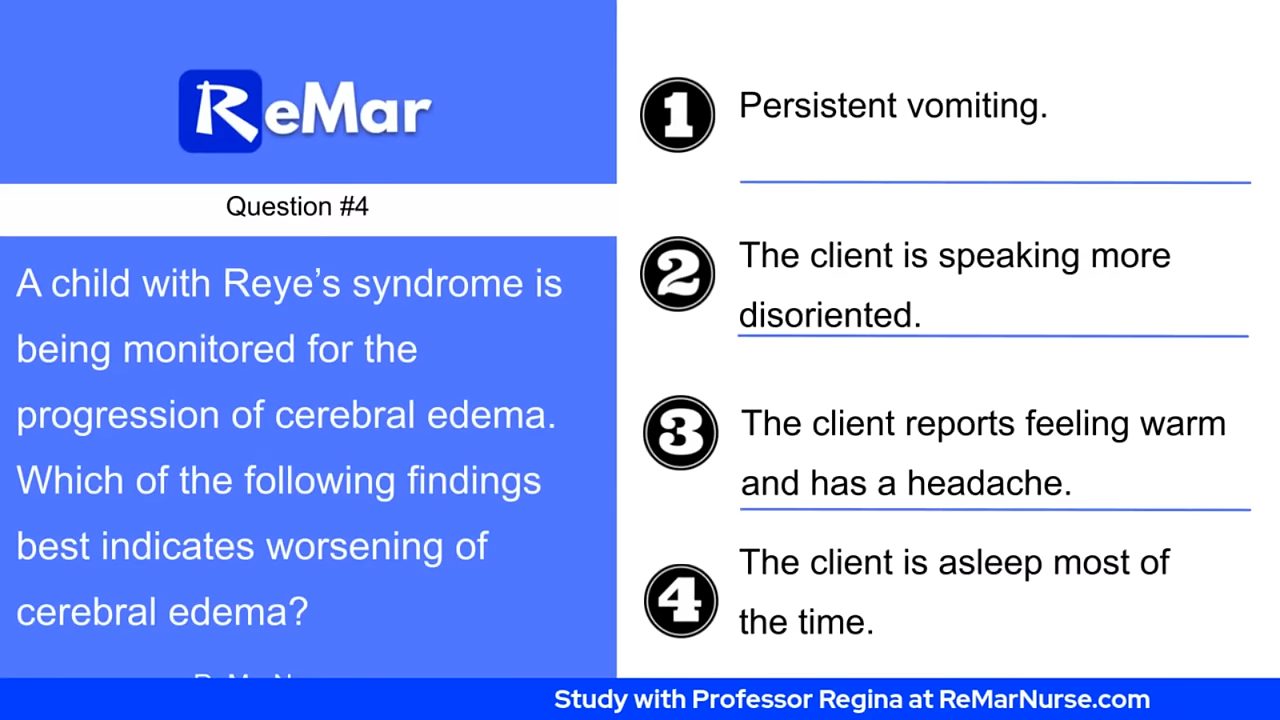 ReMar
Question #4
A child with Reye’s syndrome is
being monitored for the
progression of cerebral edema.
Which of the following findings
best indicates worsening of
cerebral edema?
1
Persistent vomiting.
2
The client is speaking more
disoriented.
3
The client reports feeling warm
and has a headache.
4
The client is asleep most of
the time.
Study with Professor Regina at ReMarNurse.com